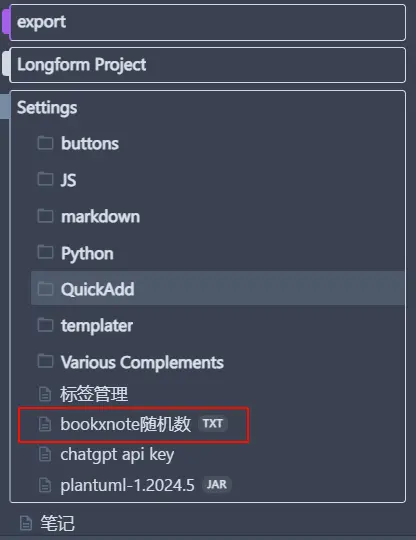 export
Longform Project
Settings
buttons
JS
markdown
Python
QuickAdd
templater
Various Complements
标签管理
bookxnote随机数 TXT
chatgpt api key
plantuml-1.2024.5 JAR
笔记